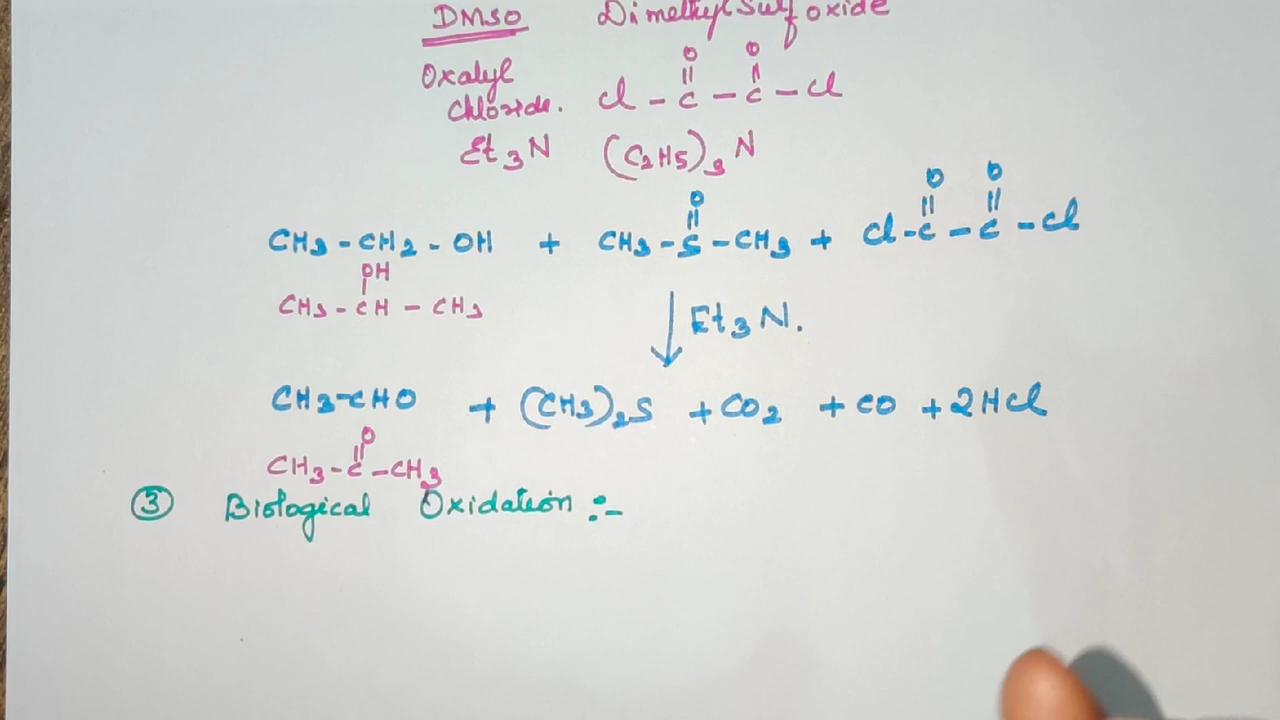 DMSO Dimethyl Sulfoxide
Oxalyl Chloride. Cl - C(=O) - C(=O) - Cl
Et3N (C2H5)3 N
CH3 - CH2 - OH + CH3 - S(=O) - CH3 + Cl - C(=O) - C(=O) - Cl
CH3 - CH(OH) - CH3
↓ Et3N.
CH3-CHO + (CH3)2S + CO2 + CO + 2HCl
CH3 - C(=O) - CH3
③ Biological Oxidation :-